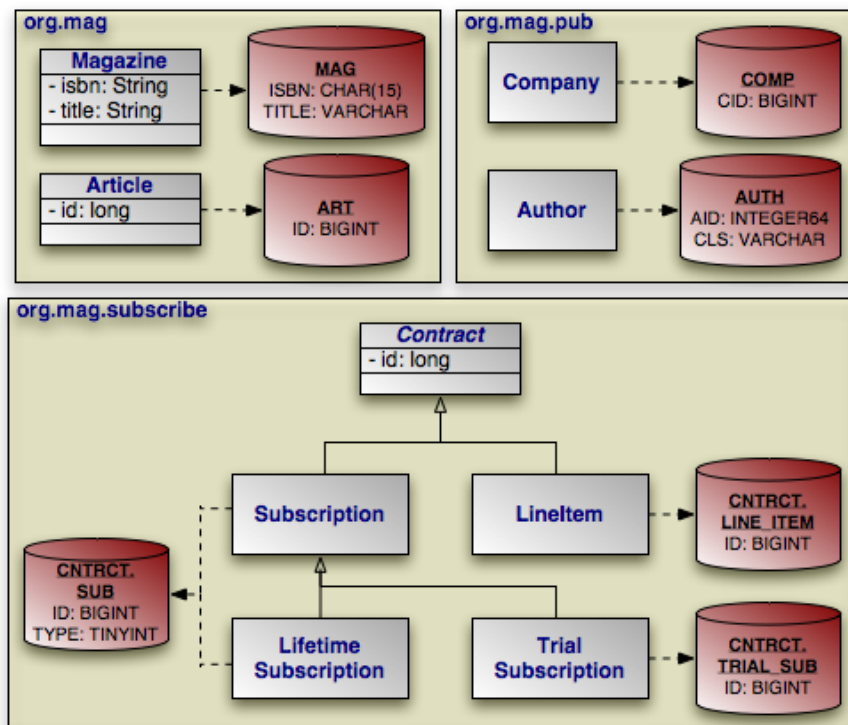 org.mag
Magazine
- isbn: String
- title: String
MAG
ISBN: CHAR(15)
TITLE: VARCHAR
Article
- id: long
ART
ID: BIGINT
org.mag.pub
Company
COMP
CID: BIGINT
Author
AUTH
AID: INTEGER64
CLS: VARCHAR
org.mag.subscribe
Contract
- id: long
Subscription
LineItem
CNTRCT.
LINE_ITEM
ID: BIGINT
CNTRCT.
SUB
ID: BIGINT
TYPE: TINYINT
Lifetime
Subscription
Trial
Subscription
CNTRCT.
TRIAL_SUB
ID: BIGINT